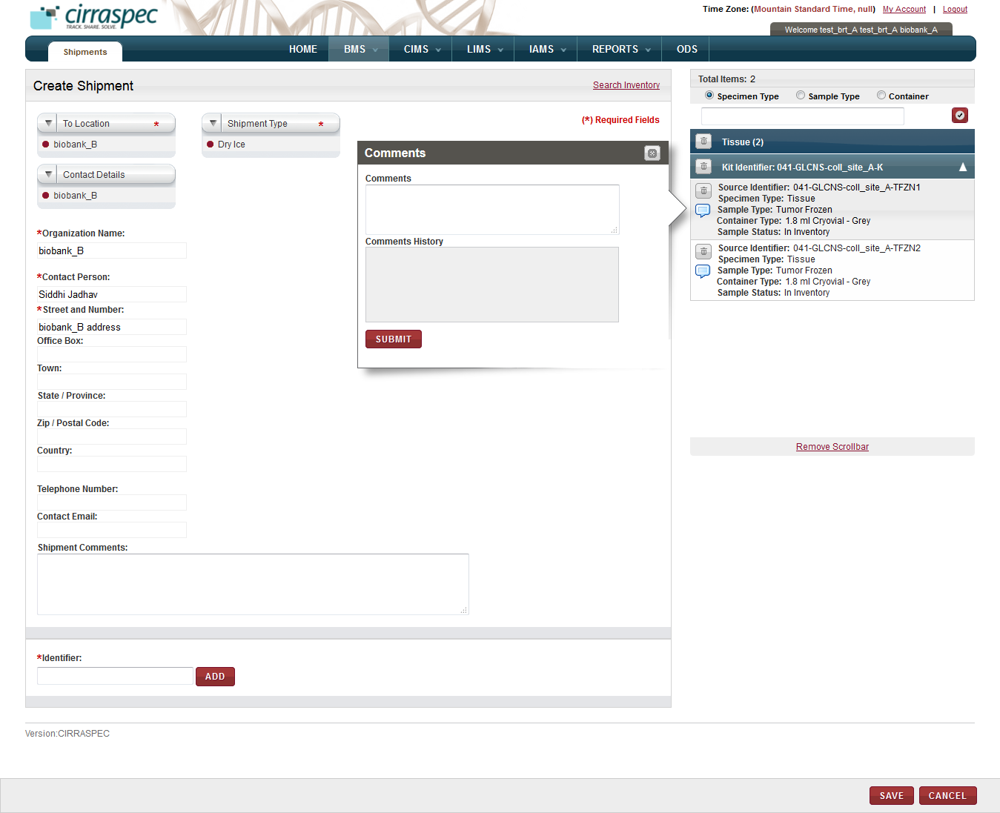 cirraspec
TRACK. SHARE. SOLVE.
Time Zone: (Mountain Standard Time, null) My Account | Logout
Welcome test_brt_A test_brt_A biobank_A
Shipments
HOME BMS CIMS LIMS IAMS REPORTS ODS
Create Shipment
Search Inventory
(*) Required Fields
To Location *
biobank_B
Shipment Type *
Dry Ice
Contact Details
biobank_B
*Organization Name:
biobank_B
*Contact Person:
Siddhi Jadhav
*Street and Number:
biobank_B address
Office Box:
Town:
State / Province:
Zip / Postal Code:
Country:
Telephone Number:
Contact Email:
Shipment Comments:
*Identifier:
ADD
Comments
Comments
Comments History
SUBMIT
Total Items: 2
Specimen Type Sample Type Container
Tissue (2)
Kit Identifier: 041-GLCNS-coll_site_A-K
Source Identifier: 041-GLCNS-coll_site_A-TFZN1
Specimen Type: Tissue
Sample Type: Tumor Frozen
Container Type: 1.8 ml Cryovial - Grey
Sample Status: In Inventory
Source Identifier: 041-GLCNS-coll_site_A-TFZN2
Specimen Type: Tissue
Sample Type: Tumor Frozen
Container Type: 1.8 ml Cryovial - Grey
Sample Status: In Inventory
Remove Scrollbar
Version:CIRRASPEC
SAVE CANCEL